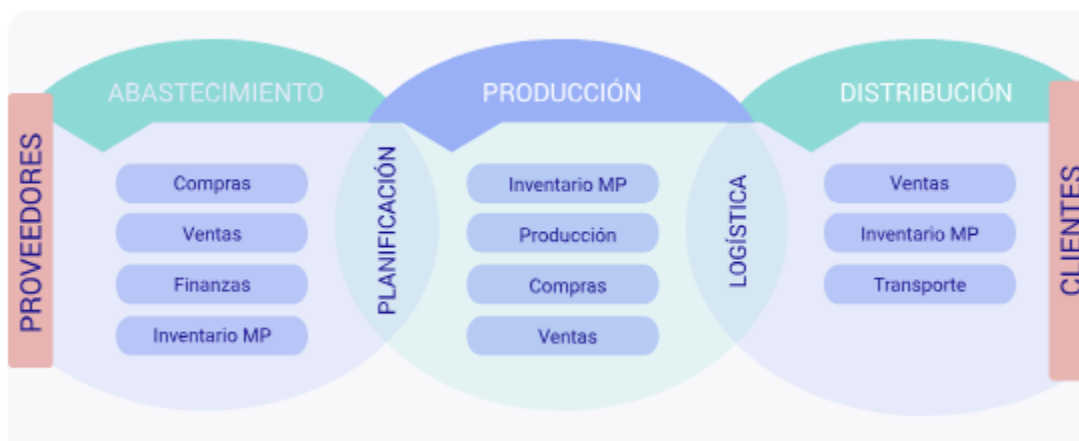 PROVEEDORES
ABASTECIMIENTO
Compras
Ventas
Finanzas
Inventario MP
PLANIFICACIÓN
PRODUCCIÓN
Inventario MP
Producción
Compras
Ventas
LOGÍSTICA
DISTRIBUCIÓN
Ventas
Inventario MP
Transporte
CLIENTES